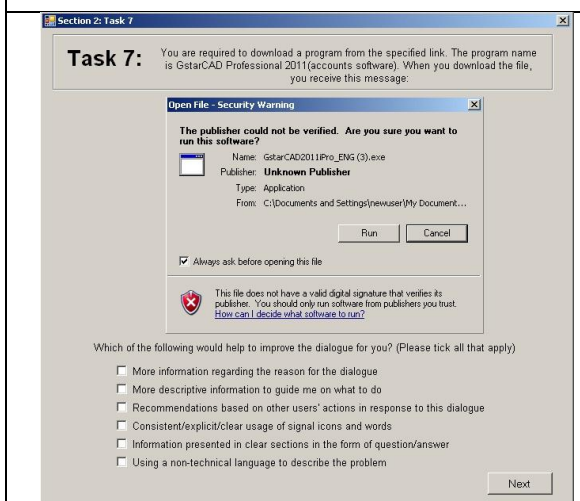 Section 2: Task 7
Task 7:
You are required to download a program from the specified link. The program name
is GstarCAD Professional 2011(accounts software). When you download the file,
you receive this message:
Open File - Security Warning
The publisher could not be verified.  Are you sure you want to
run this software?
Name: GstarCAD2011iPro_ENG (3).exe
Publisher: Unknown Publisher
Type: Application
From: C:\Documents and Settings\newuser\My Document...
Run
Cancel
Always ask before opening this file
This file does not have a valid digital signature that verifies its
publisher.  You should only run software from publishers you trust.
How can I decide what software to run?
Which of the following would help to improve the dialogue for you? (Please tick all that apply)
More information regarding the reason for the dialogue
More descriptive information to guide me on what to do
Recommendations based on other users' actions in response to this dialogue
Consistent/explicit/clear usage of signal icons and words
Information presented in clear sections in the form of question/answer
Using a non-technical language to describe the problem
Next